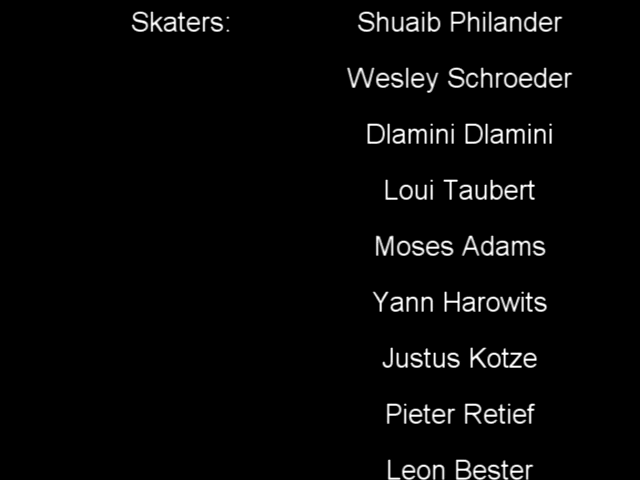 Skaters: Shuaib Philander
Wesley Schroeder
Dlamini Dlamini
Loui Taubert
Moses Adams
Yann Harowits
Justus Kotze
Pieter Retief
Leon Bester